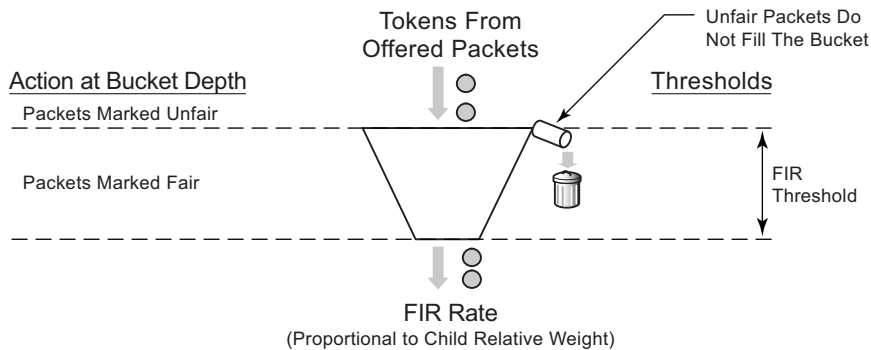 Tokens From
Offered Packets
Unfair Packets Do
Not Fill The Bucket
Action at Bucket Depth
Thresholds
Packets Marked Unfair
Packets Marked Fair
FIR
Threshold
FIR Rate
(Proportional to Child Relative Weight)